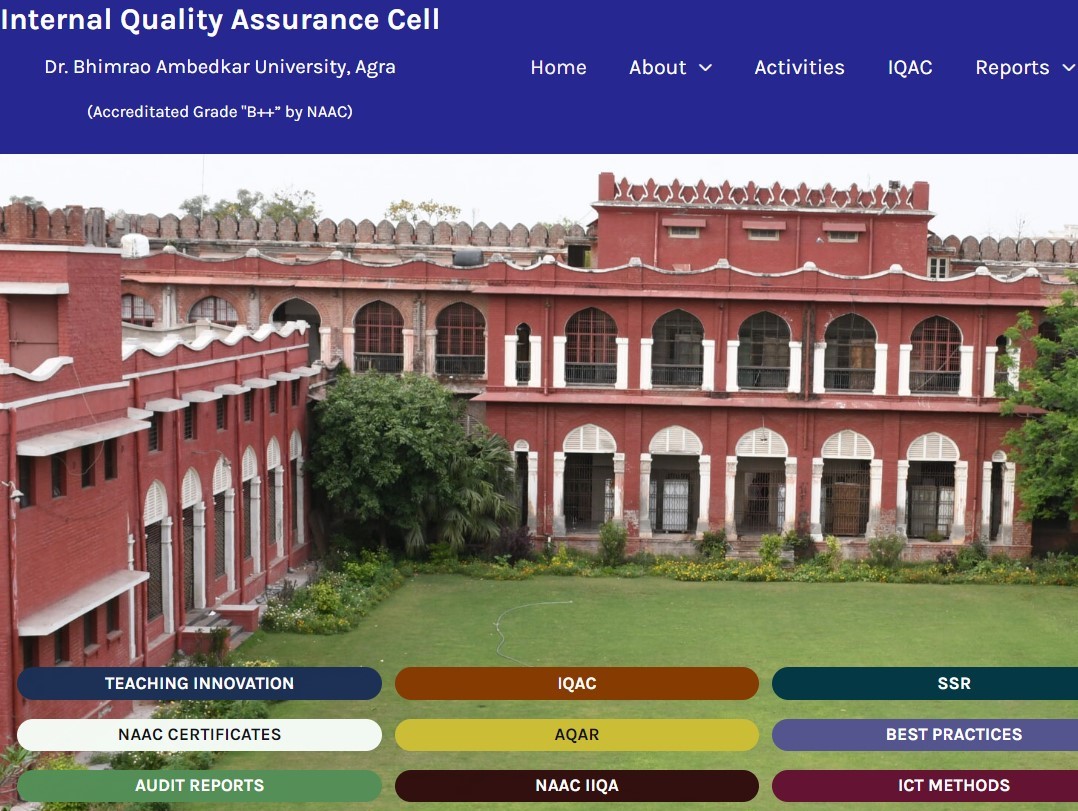 Internal Quality Assurance Cell
Dr. Bhimrao Ambedkar University, Agra
(Accreditated Grade "B++” by NAAC)
Home About Activities IQAC Reports
TEACHING INNOVATION IQAC SSR
NAAC CERTIFICATES AQAR BEST PRACTICES
AUDIT REPORTS NAAC IIQA ICT METHODS